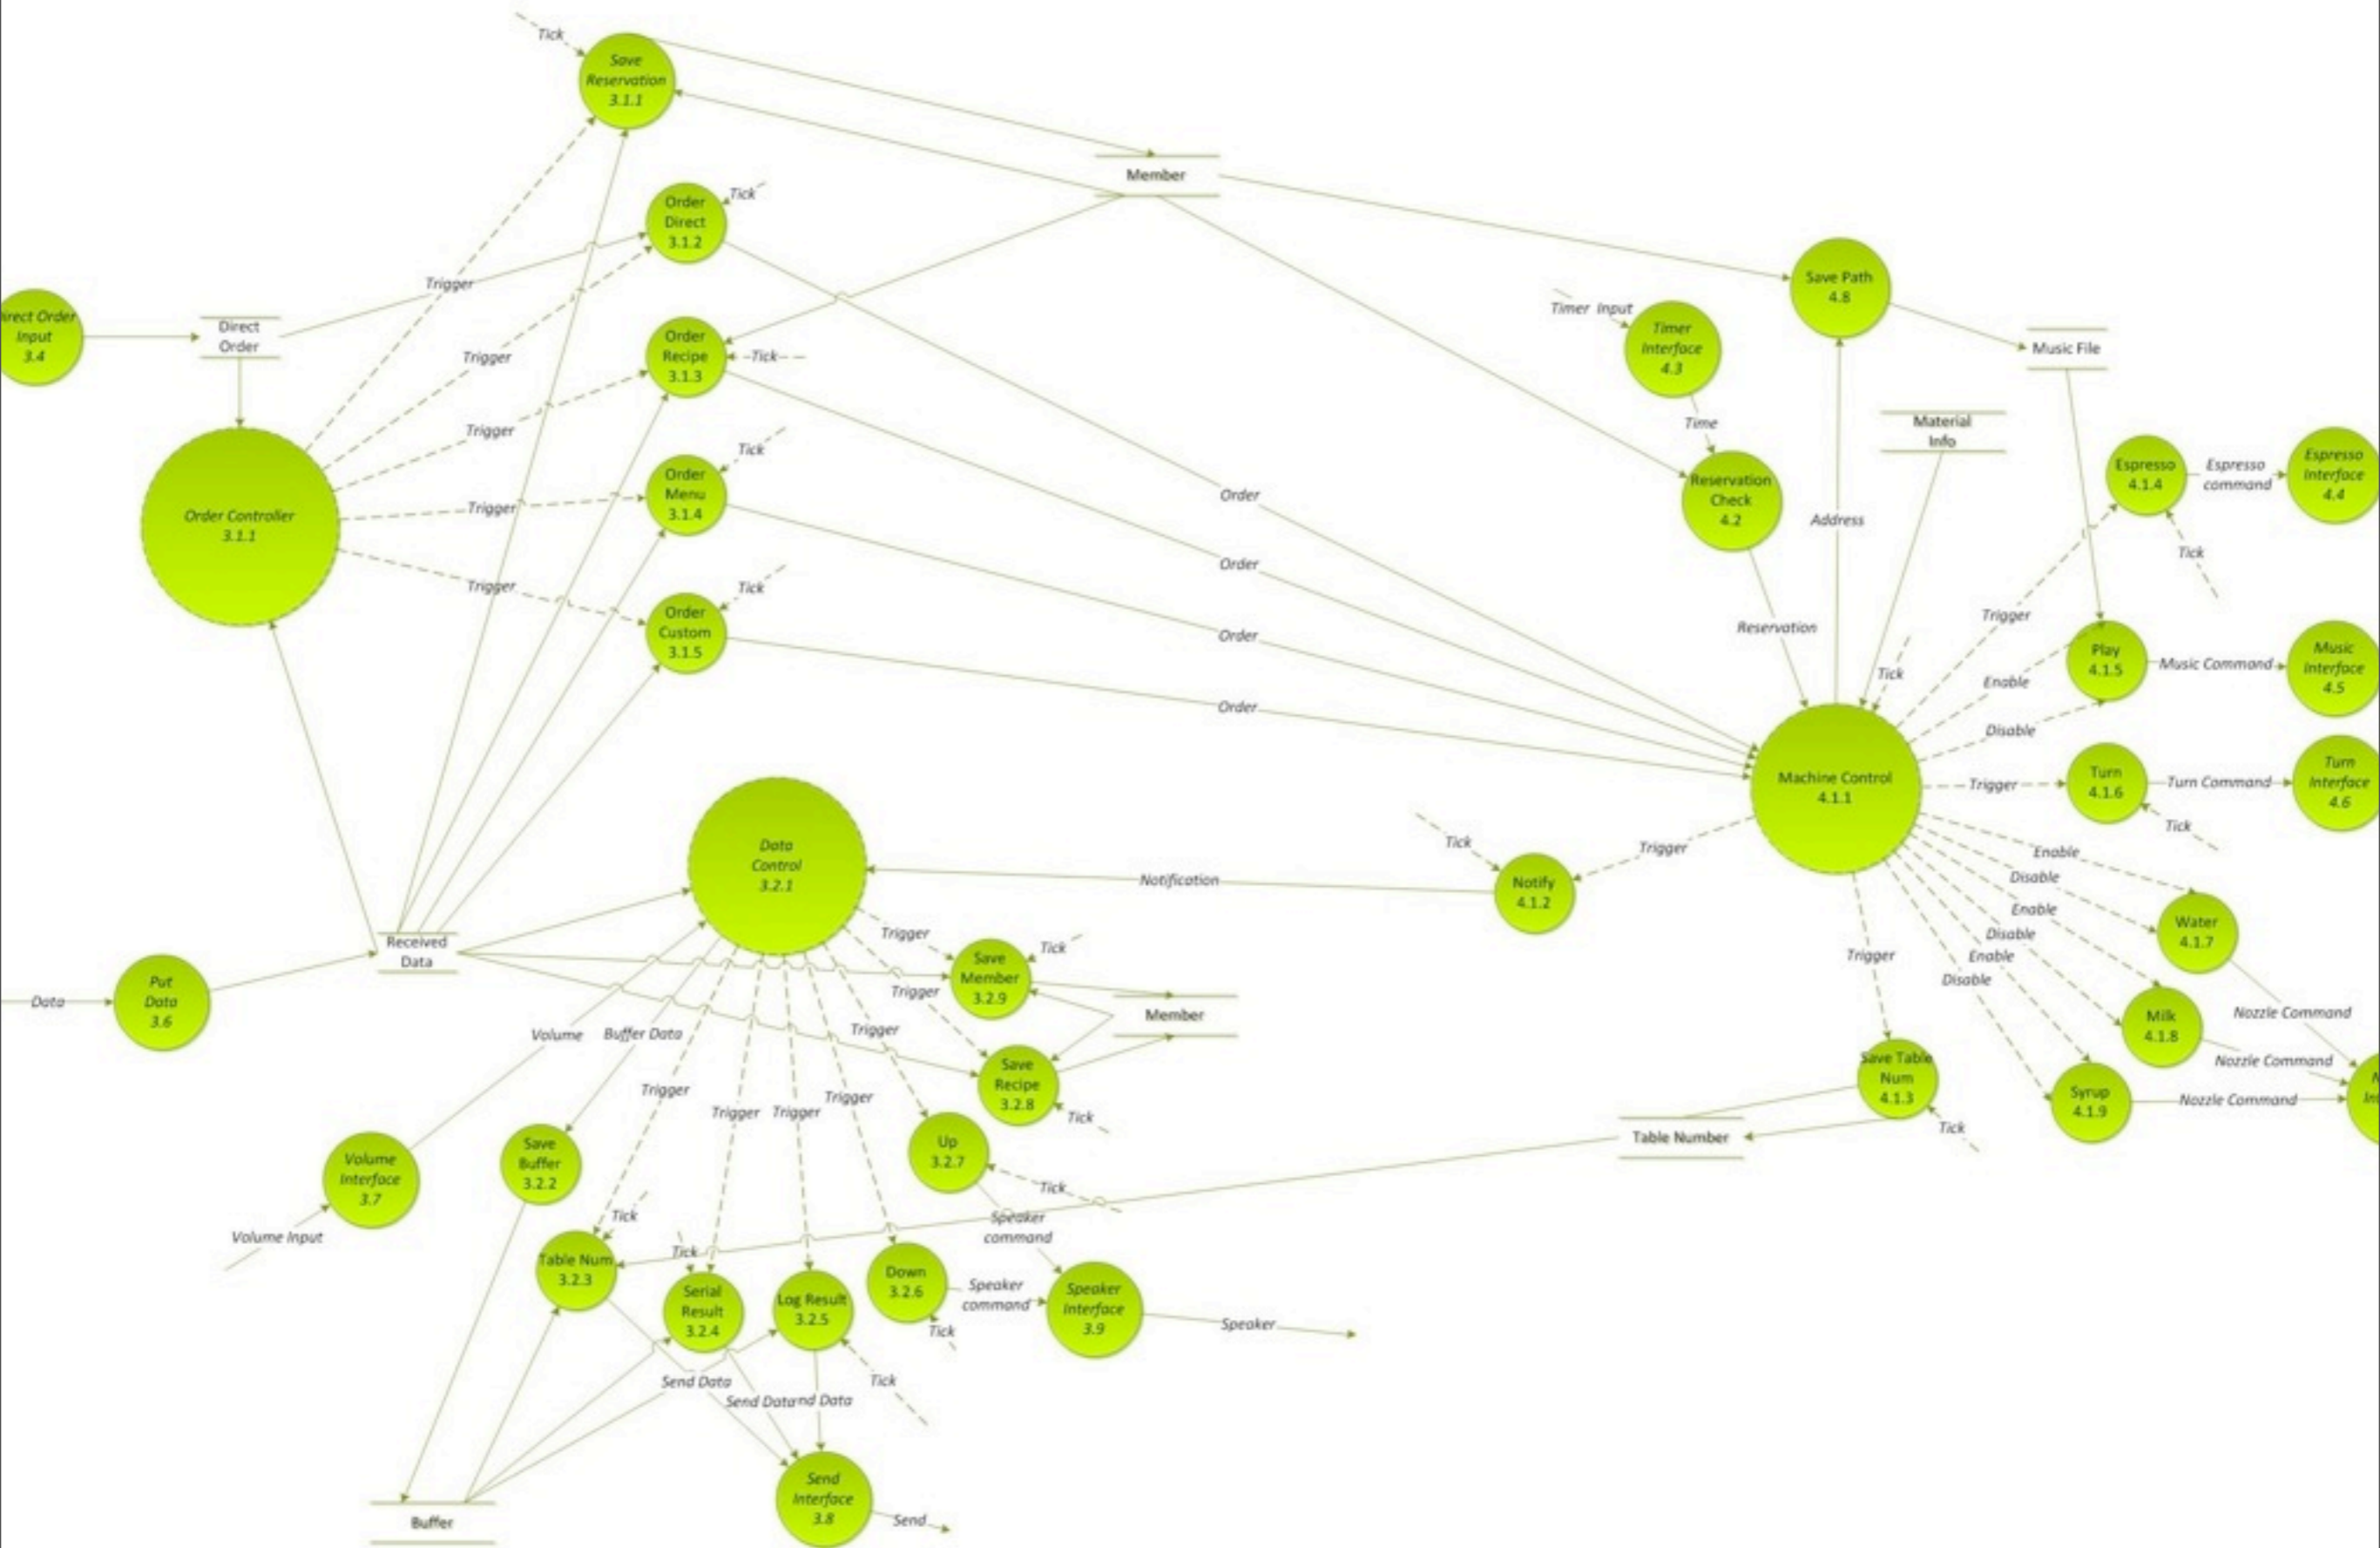 Tick
Save
Reservation
3.1.1
Member
Order
Direct
3.1.2
Tick
Trigger
Save Path
4.8
Timer Input
Timer
Interface
4.3
irect Order
Input
3.4
Direct
Order
Order
Recipe
3.1.3
Tick
Trigger
Music File
Time
Material
Info
Trigger
Tick
Order
Menu
3.1.4
Trigger
Order
Reservation
Check
4.2
Address
Espresso
4.1.4
Espresso
command
Espresso
Interface
4.4
Tick
Order Controller
3.1.1
Order
Trigger
Tick
Order
Custom
3.1.5
Order
Reservation
Trigger
Tick
Enable
Play
4.1.5
Music Command
Music
Interface
4.5
Order
Disable
Machine Control
4.1.1
Trigger
Turn
4.1.6
Turn Command
Turn
Interface
4.6
Tick
Data
Control
3.2.1
Notification
Tick
Notify
4.1.2
Trigger
Enable
Disable
Enable
Disable
Enable
Disable
Water
4.1.7
Trigger
Received
Data
Trigger
Save
Member
3.2.9
Tick
Trigger
Member
Data
Put
Data
3.6
Volume
Buffer Data
Trigger
Milk
4.1.8
Nozzle Command
Nozzle Command
Nozzle Command
Save Table
Num
4.1.3
Tick
Syrup
4.1.9
N
In
Save
Recipe
3.2.8
Tick
Trigger
Trigger
Trigger
Trigger
Table Number
Volume
Interface
3.7
Volume Input
Save
Buffer
3.2.2
Up
3.2.7
Tick
Speaker
command
Tick
Table Num
3.2.3
Tick
Serial
Result
3.2.4
Log Result
3.2.5
Down
3.2.6
Speaker
command
Tick
Speaker
Interface
3.9
Speaker
Send Data
Send Data
nd Data
Tick
Send
Interface
3.8
Send
Buffer